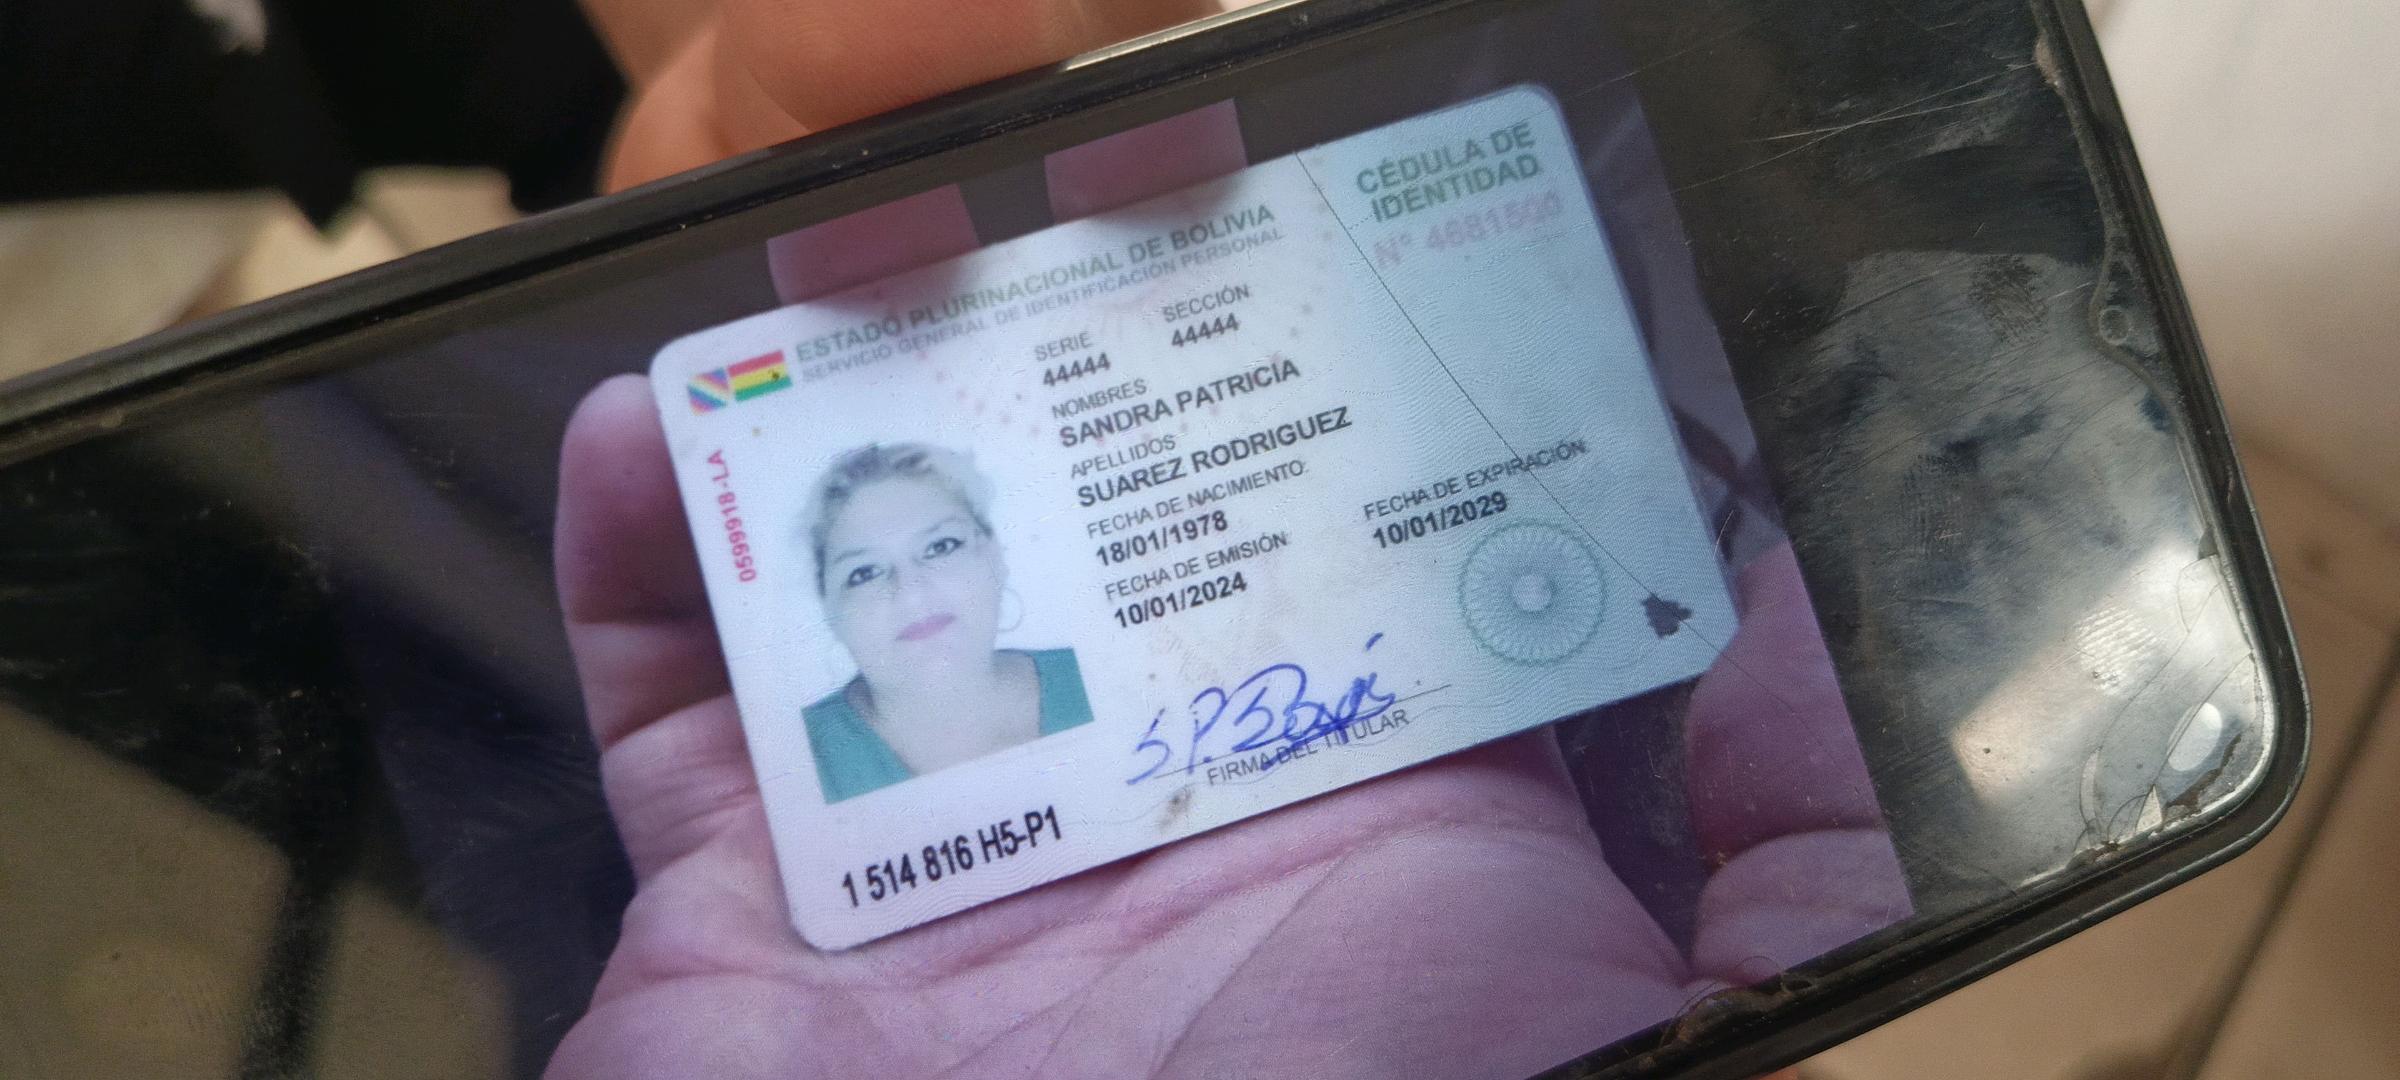 ESTADO PLURINACIONAL DE BOLIVIA
SERVICIO GENERAL DE IDENTIFICACIÓN PERSONAL
CÉDULA DE
IDENTIDAD
N°
SERIE
44444
SECCIÓN
44444
NOMBRES
SANDRA PATRICIA
APELLIDOS
SUAREZ RODRIGUEZ
FECHA DE NACIMIENTO:
18/01/1978
FECHA DE EMISIÓN
10/01/2024
FECHA DE EXPIRACIÓN
10/01/2029
0599918-LA
FIRMA DEL TITULAR
1 514 816 H5-P1